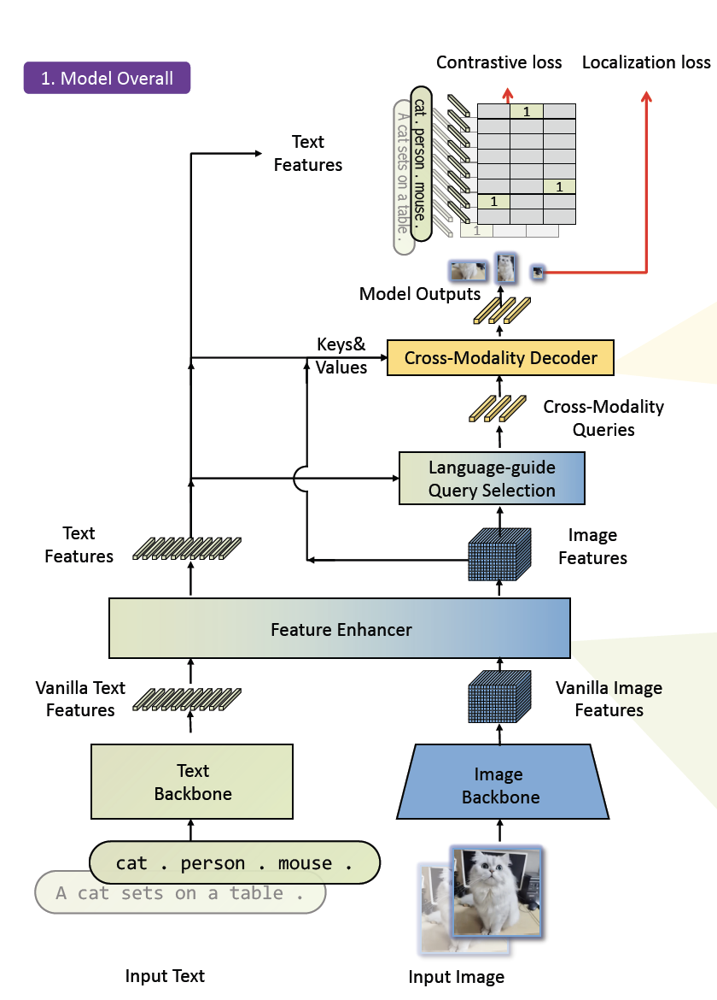 1. Model Overall
Contrastive loss
Localization loss
cat . person . mouse .
A cat sets on a table .
1
1
1
1
Text
Features
Model Outputs
Keys&
Values
Cross-Modality Decoder
Cross-Modality
Queries
Language-guide
Query Selection
Text
Features
Image
Features
Feature Enhancer
Vanilla Text
Features
Vanilla Image
Features
Text
Backbone
Image
Backbone
cat . person . mouse .
A cat sets on a table .
Input Text
Input Image